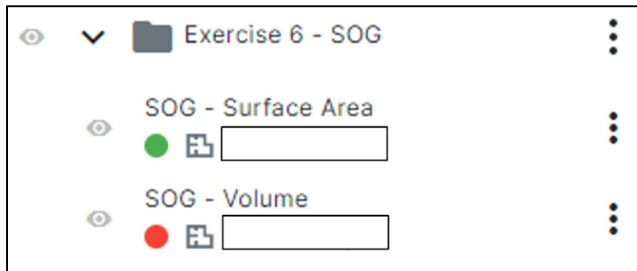 Exercise 6 - SOG
SOG - Surface Area
SOG - Volume